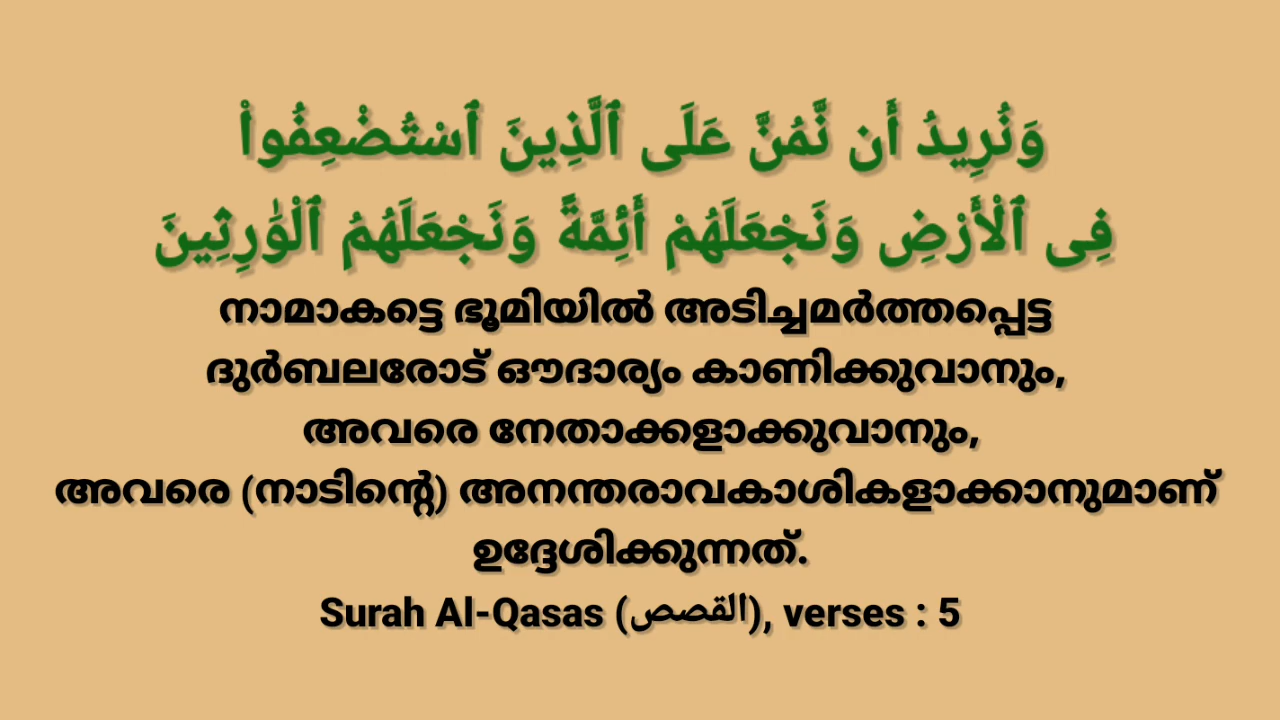 وَنُرِيدُ أَن نَّمُنَّ عَلَى ٱلَّذِينَ ٱسْتُضْعِفُوا۟
فِى ٱلْأَرْضِ وَنَجْعَلَهُمْ أَئِمَّةً وَنَجْعَلَهُمُ ٱلْوَٰرِثِينَ
നാമാകട്ടെ ഭൂമിയിൽ അടിച്ചമർത്തപ്പെട്ട
ദുർബലരോട് ഔദാര്യം കാണിക്കുവാനും,
അവരെ നേതാക്കളാക്കുവാനും,
അവരെ (നാടിന്റെ) അനന്തരാവകാശികളാക്കാനുമാണ്
ഉദ്ദേശിക്കുന്നത്.
Surah Al-Qasas (القصص), verses : 5